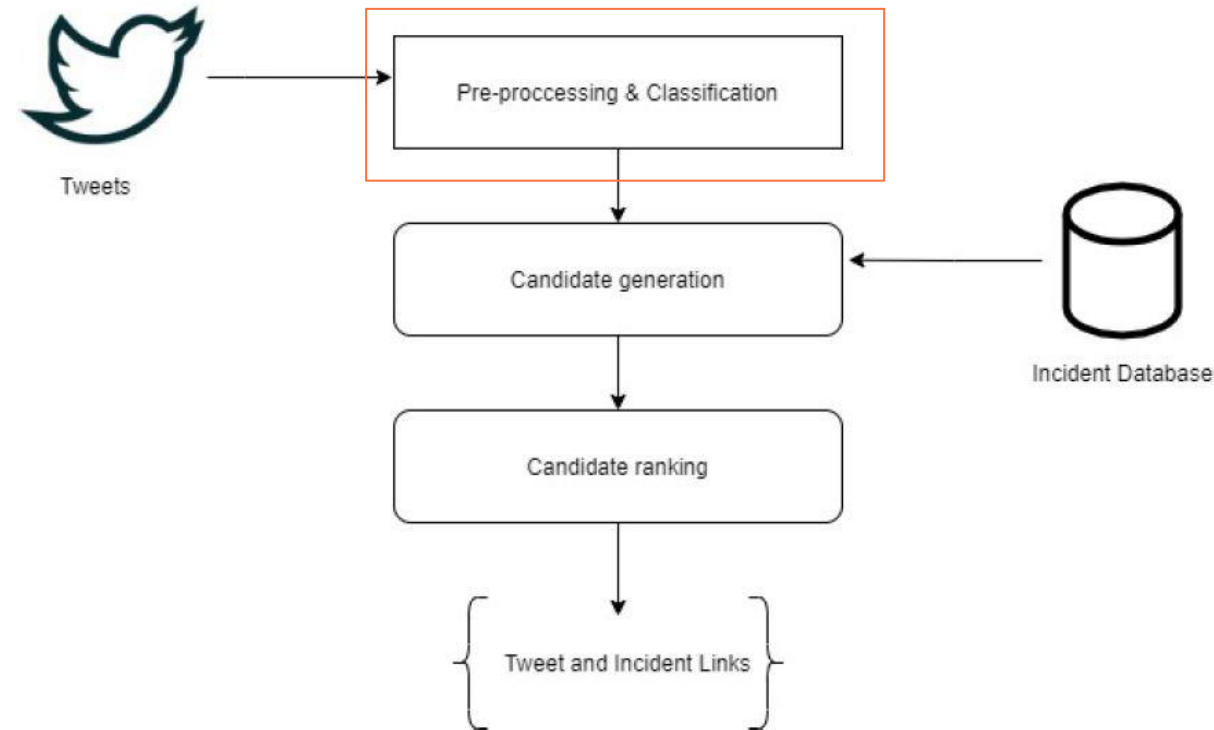 Pre-proccessing & Classification
Tweets
Candidate generation
Incident Database
Candidate ranking
Tweet and Incident Links